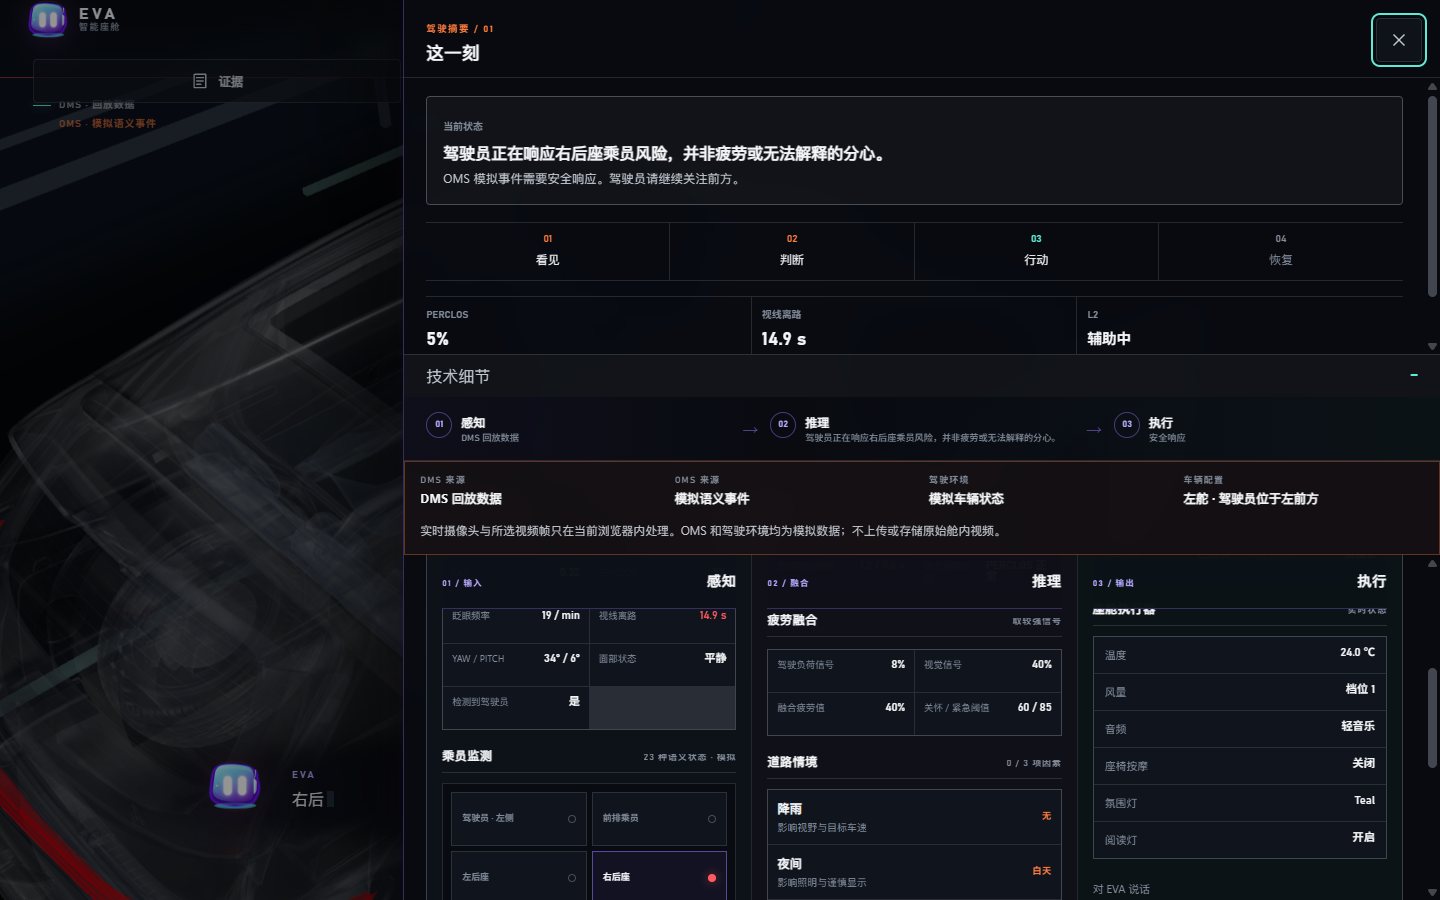 EVA
智能座舱
证据
DMS · 回放数据
OMS · 模拟语义事件
驾驶摘要 / 01
这一刻
当前状态
驾驶员正在响应右后座乘员风险，并非疲劳或无法解释的分心。
OMS 模拟事件需要安全响应。驾驶员请继续关注前方。
01
看见
02
判断
03
行动
04
恢复
PERCLOS
5%
视线离路
14.9 s
L2
辅助中
技术细节
01 感知
DMS 回放数据
→
02 推理
驾驶员正在响应右后座乘员风险，并非疲劳或无法解释的分心。
→
03 执行
安全响应
DMS 来源
DMS 回放数据
OMS 来源
模拟语义事件
驾驶环境
模拟车辆状态
车辆配置
左舵 · 驾驶员位于左前方
实时摄像头与所选视频帧只在当前浏览器内处理。OMS 和驾驶环境均为模拟数据；不上传或存储原始舱内视频。
01 / 输入 感知
眨眼频率 19 / min
视线离路 14.9 s
YAW / PITCH 34° / 6°
面部状态 平静
检测到驾驶员 是
乘员监测 23 种语义状态 · 模拟
驾驶员 · 左侧
前排乘员
左后座
右后座
02 / 融合 推理
疲劳融合 取较强信号
驾驶负荷信号 8%
视觉信号 40%
融合疲劳值 40%
关怀 / 紧急阈值 60 / 85
道路情境 0 / 3 项因素
降雨
影响视野与目标车速
无
夜间
影响照明与谨慎显示
白天
03 / 输出 执行
座舱执行器 实时状态
温度 24.0 °C
风量 档位 1
音频 轻音乐
座椅按摩 关闭
氛围灯 Teal
阅读灯 开启
对 EVA 说话
EVA
右后